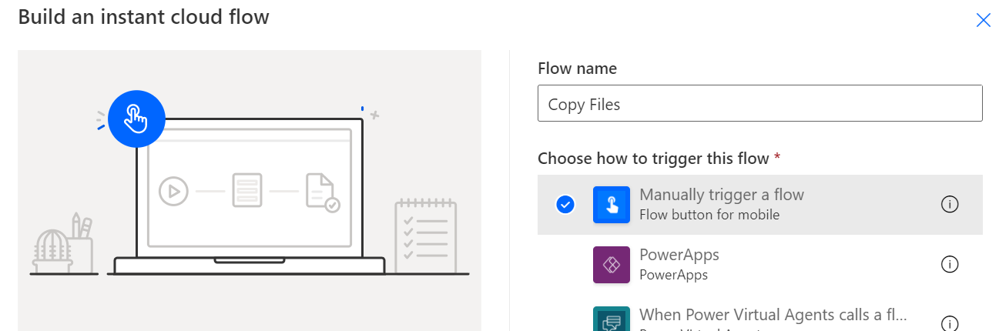 Build an instant cloud flow
Flow name
Copy Files
Choose how to trigger this flow *
Manually trigger a flow
Flow button for mobile
PowerApps
PowerApps
When Power Virtual Agents calls a fl...